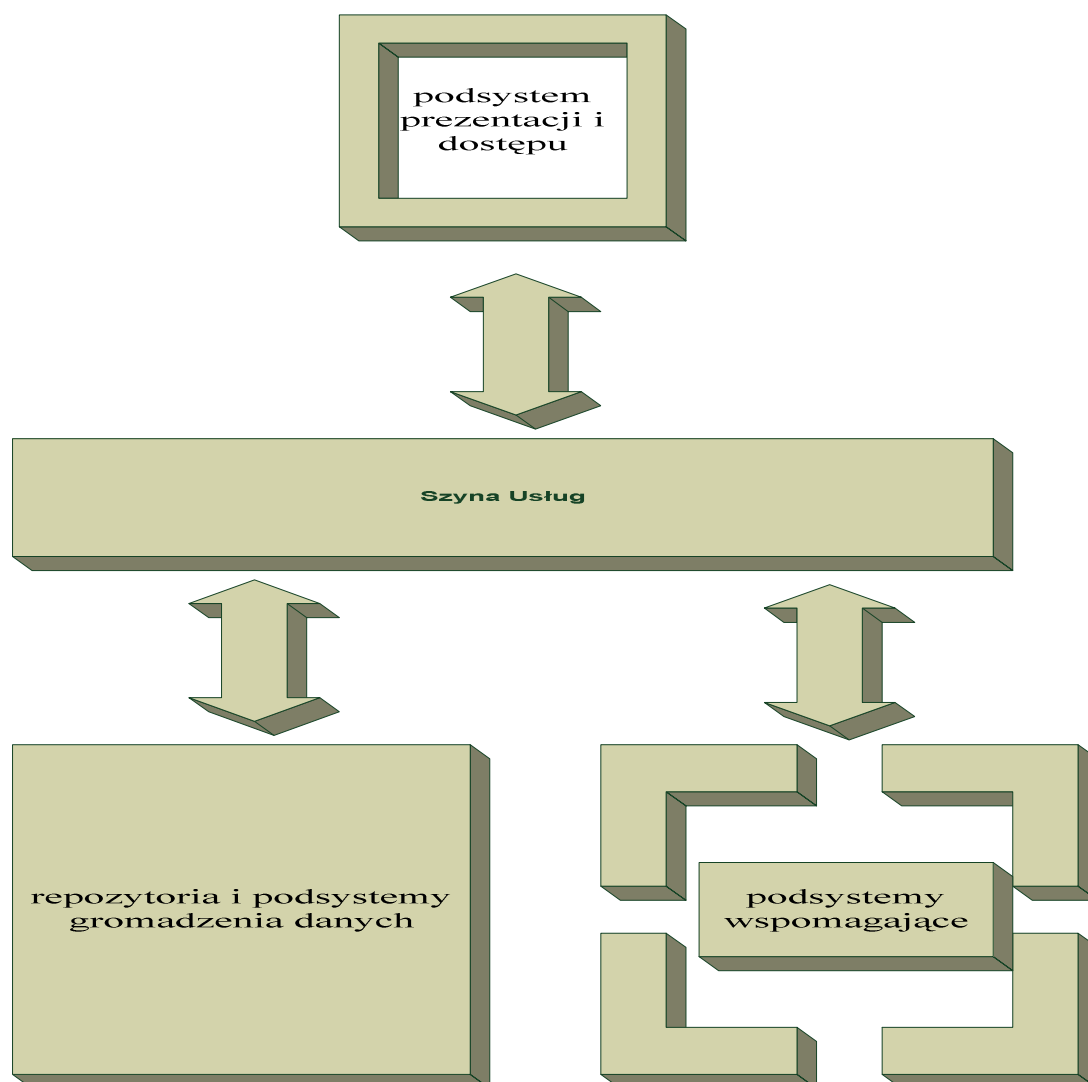 podsystem
prezentacji i
dostępu
Szyna Usług
repozytoria i podsystemy
gromadzenia danych
podsystemy
wspomagające